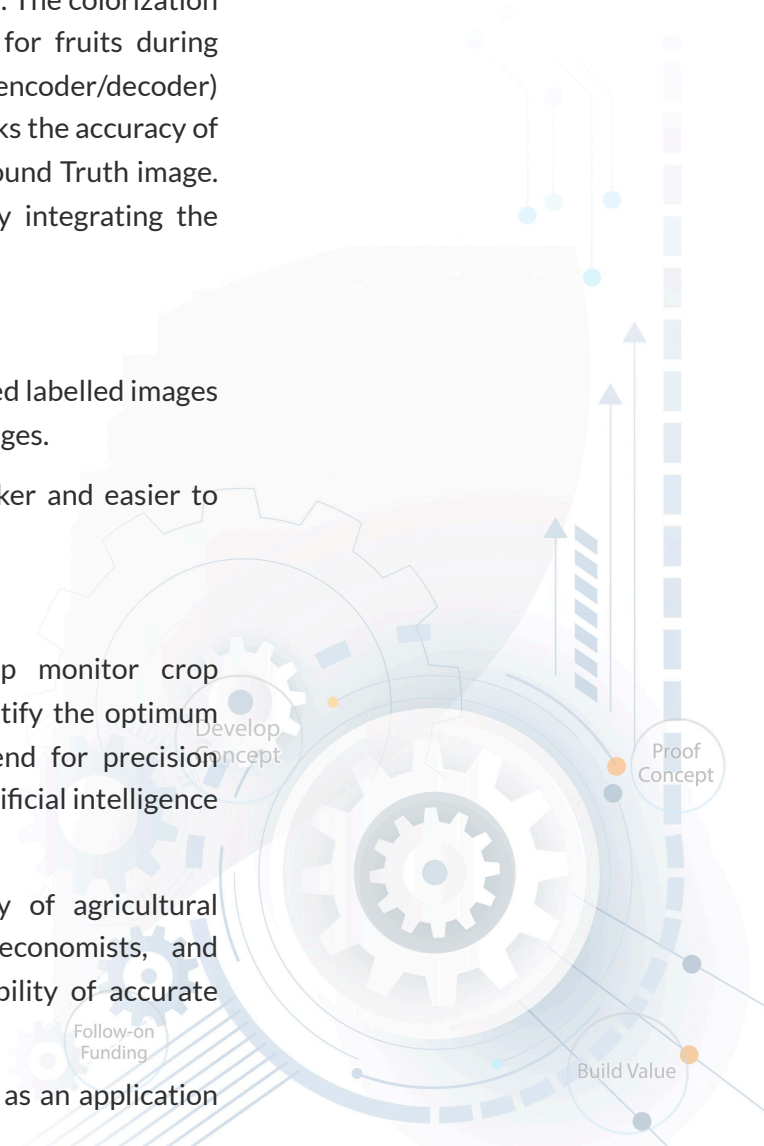 . The colorization
for fruits during
encoder/decoder)
ks the accuracy of
ound Truth image.
y integrating the
ed labelled images
ges.
ker and easier to
p monitor crop
tify the optimum
end for precision
ificial intelligence
y of agricultural
economists, and
bility of accurate
as an application
Develop
Concept
Proof
Concept
Follow-on
Funding
Build Value